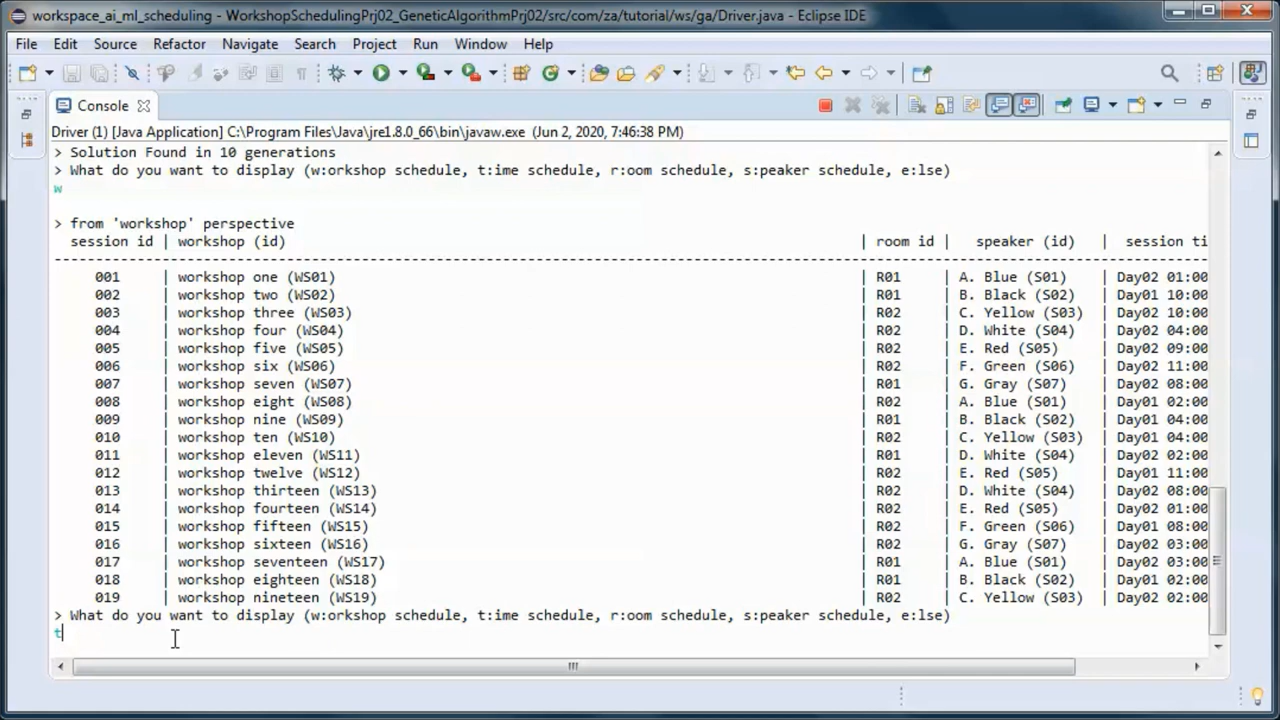 workspace_ai_ml_scheduling - WorkshopSchedulingPrj02_GeneticAlgorithmPrj02/src/com/za/tutorial/ws/ga/Driver.java - Eclipse IDE
File Edit Source Refactor Navigate Search Project Run Window Help
Console
Driver (1) [Java Application] C:\Program Files\Java\jre1.8.0_66\bin\javaw.exe (Jun 2, 2020, 7:46:38 PM)
> Solution Found in 10 generations
> What do you want to display (w:orkshop schedule, t:ime schedule, r:oom schedule, s:peaker schedule, e:lse)
w
> from 'workshop' perspective
session id | workshop (id) | room id | speaker (id) | session ti
001 | workshop one (WS01) | R01 | A. Blue (S01) | Day02 01:00
002 | workshop two (WS02) | R01 | B. Black (S02) | Day01 10:00
003 | workshop three (WS03) | R02 | C. Yellow (S03) | Day02 10:00
004 | workshop four (WS04) | R02 | D. White (S04) | Day02 04:00
005 | workshop five (WS05) | R02 | E. Red (S05) | Day02 09:00
006 | workshop six (WS06) | R02 | F. Green (S06) | Day02 11:00
007 | workshop seven (WS07) | R01 | G. Gray (S07) | Day02 08:00
008 | workshop eight (WS08) | R02 | A. Blue (S01) | Day01 02:00
009 | workshop nine (WS09) | R01 | B. Black (S02) | Day01 04:00
010 | workshop ten (WS10) | R02 | C. Yellow (S03) | Day01 04:00
011 | workshop eleven (WS11) | R01 | D. White (S04) | Day02 02:00
012 | workshop twelve (WS12) | R02 | E. Red (S05) | Day01 11:00
013 | workshop thirteen (WS13) | R02 | D. White (S04) | Day02 08:00
014 | workshop fourteen (WS14) | R02 | E. Red (S05) | Day02 01:00
015 | workshop fifteen (WS15) | R02 | F. Green (S06) | Day01 08:00
016 | workshop sixteen (WS16) | R02 | G. Gray (S07) | Day02 03:00
017 | workshop seventeen (WS17) | R01 | A. Blue (S01) | Day02 03:00
018 | workshop eighteen (WS18) | R01 | B. Black (S02) | Day01 02:00
019 | workshop nineteen (WS19) | R02 | C. Yellow (S03) | Day02 02:00
> What do you want to display (w:orkshop schedule, t:ime schedule, r:oom schedule, s:peaker schedule, e:lse)
t